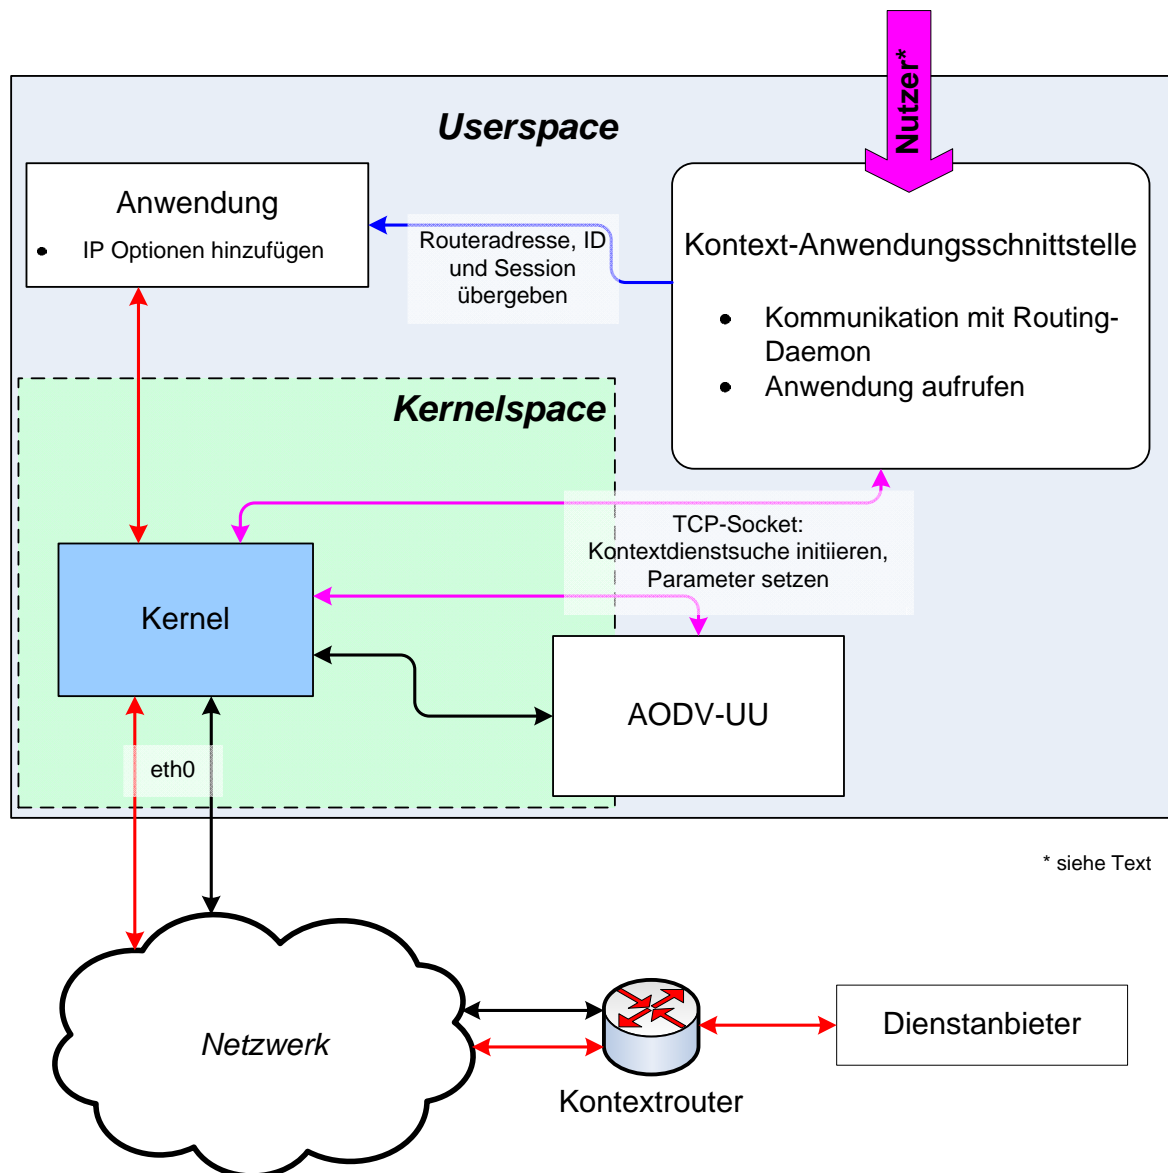 Nutzer*
Userspace
Anwendung
• IP Optionen hinzufügen
Routeradresse, ID
und Session
übergeben
Kontext-Anwendungsschnittstelle
• Kommunikation mit Routing-
Daemon
• Anwendung aufrufen
Kernelspace
TCP-Socket:
Kontextdienstsuche initiieren,
Parameter setzen
Kernel
AODV-UU
eth0
* siehe Text
Netzwerk
Kontextrouter
Dienstanbieter